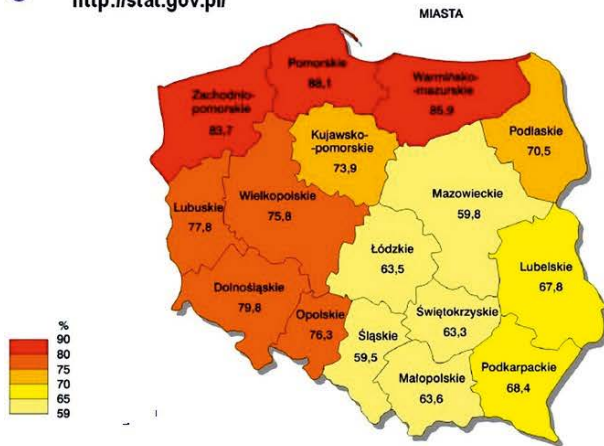 http://stat.gov.pl/
MIASTA
Pomorskie
88,1
Warmińsko-
mazurskie
85,9
Zachodnio-
pomorskie
83,7
Kujawsko-
-pomorskie
73,9
Podlaskie
70,5
Mazowieckie
59,8
Wielkopolskie
75,8
Lubuskie
77,8
Łódzkie
63,5
Lubelskie
67,8
Dolnośląskie
79,8
Opolskie
76,3
Śląskie
59,5
Świętokrzyskie
63,3
Małopolskie
63,6
Podkarpackie
68,4
%
90
80
75
70
65
59